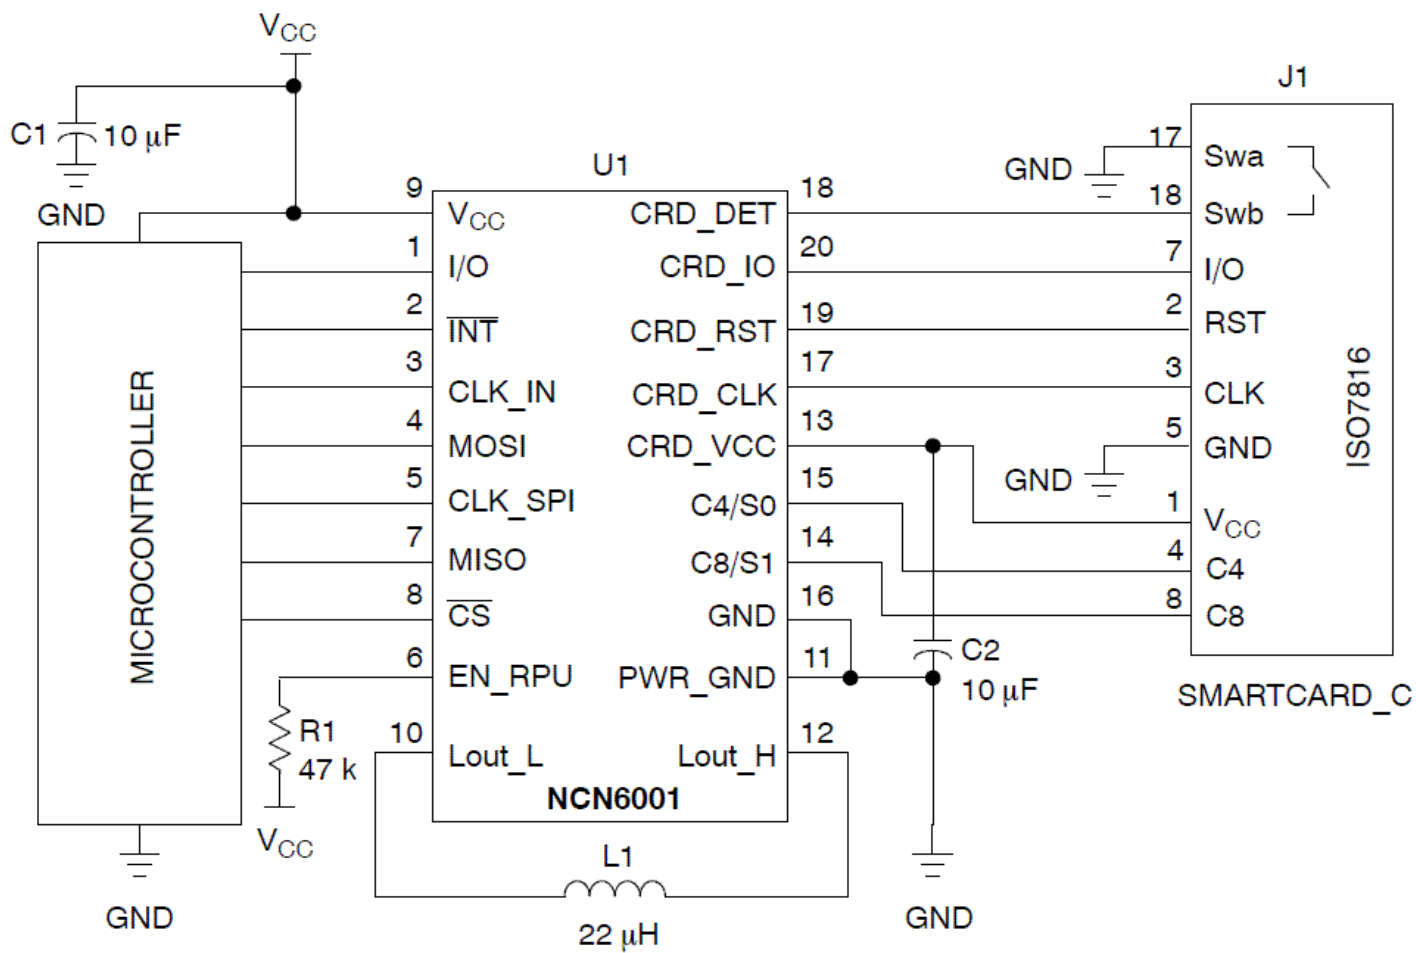 VCC
C1 10 µF
GND
MICROCONTROLLER
GND
U1
9 VCC
1 I/O
2 INT
3 CLK_IN
4 MOSI
5 CLK_SPI
7 MISO
8 CS
6 EN_RPU
10 Lout_L
R1
47 k
VCC
CRD_DET 18
CRD_IO 20
CRD_RST 19
CRD_CLK 17
CRD_VCC 13
C4/S0 15
C8/S1 14
GND 16
PWR_GND 11
Lout_H 12
NCN6001
L1
22 µH
C2
10 µF
GND
J1
GND 17 Swa
18 Swb
7 I/O
2 RST
3 CLK
GND 5 GND
1 VCC
4 C4
8 C8
ISO7816
SMARTCARD_C